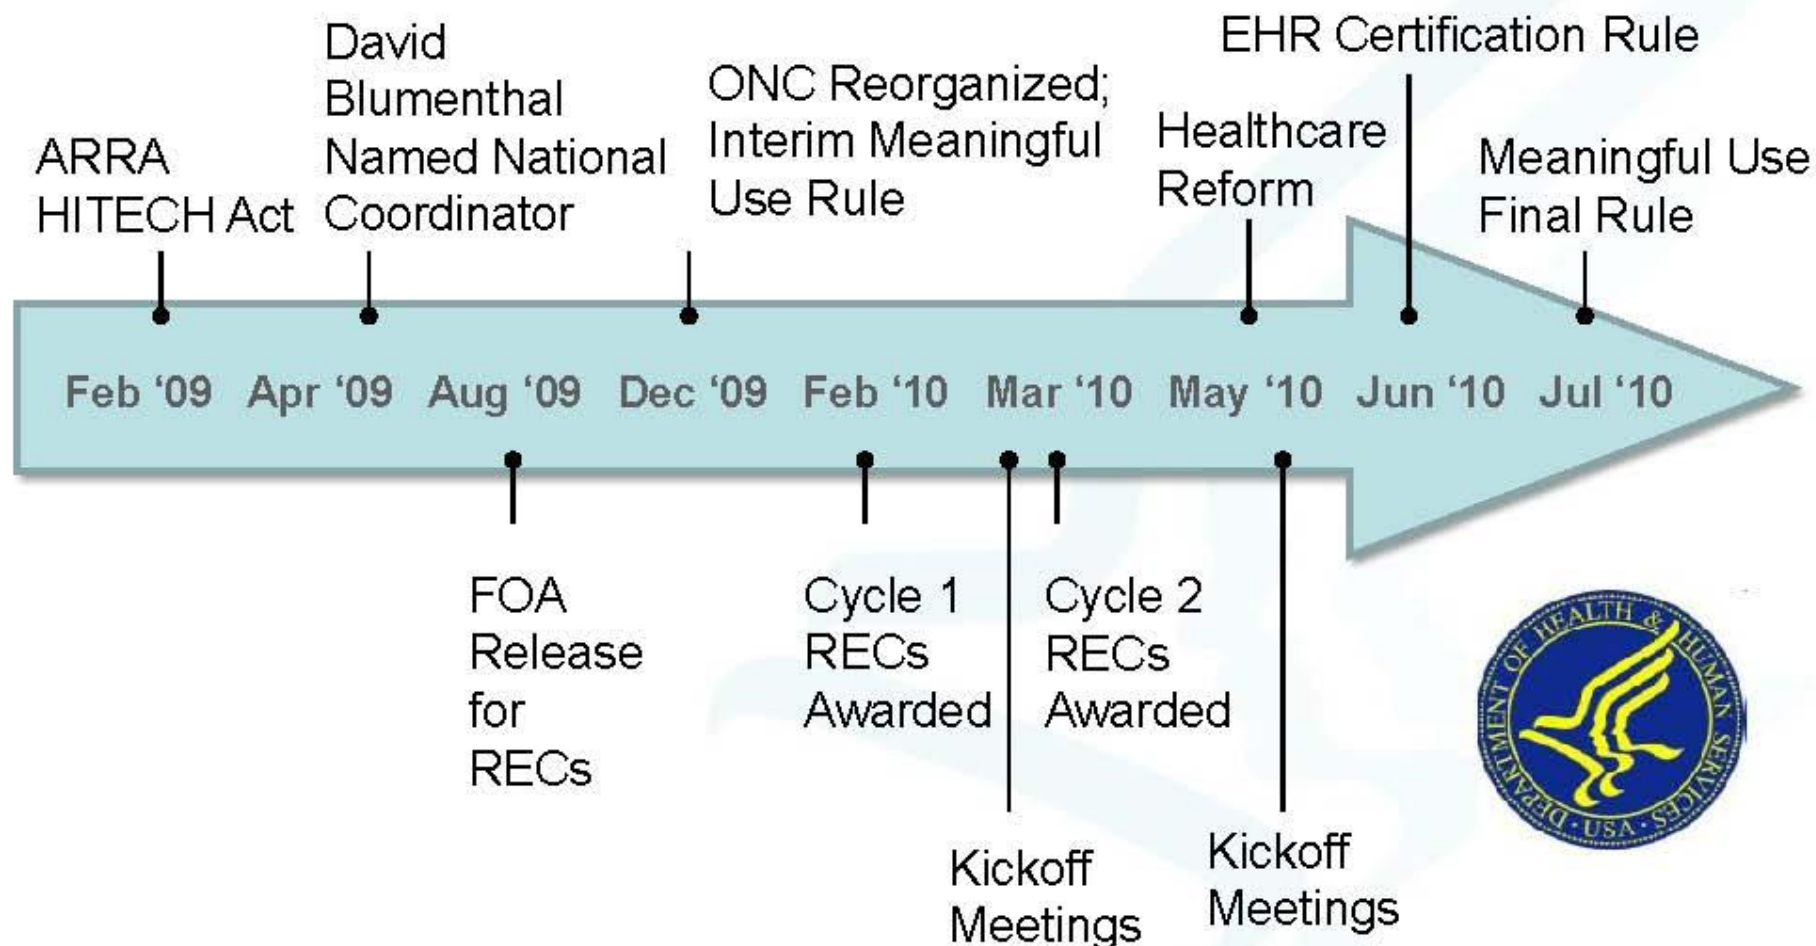 David
Blumenthal
Named National
Coordinator
ARRA
HITECH Act
ONC Reorganized;
Interim Meaningful
Use Rule
EHR Certification Rule
Healthcare
Reform
Meaningful Use
Final Rule
Feb ‘09 Apr ‘09 Aug ‘09 Dec ‘09 Feb ‘10 Mar ‘10 May ‘10 Jun ‘10 Jul ‘10
FOA
Release
for
RECs
Cycle 1
RECs
Awarded
Cycle 2
RECs
Awarded
Kickoff
Meetings
Kickoff
Meetings
DEPARTMENT OF HEALTH & HUMAN SERVICES · USA ·